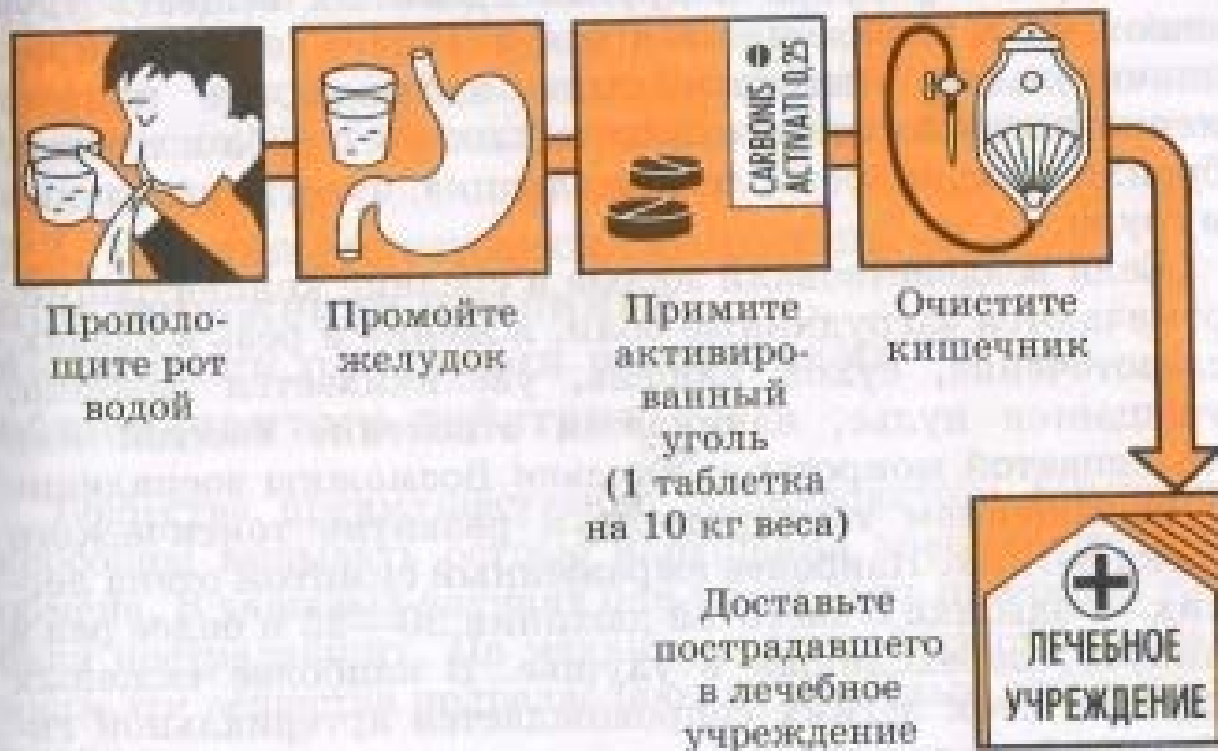 CARBONIS
ACTIVATI 0,25
Прополо-
щите рот
водой
Промойте
желудок
Примите
активиро-
ванный
уголь
(1 таблетка
на 10 кг веса)
Очистите
кишечник
Доставьте
пострадавшего
в лечебное
учреждение
ЛЕЧЕБНОЕ
УЧРЕЖДЕНИЕ